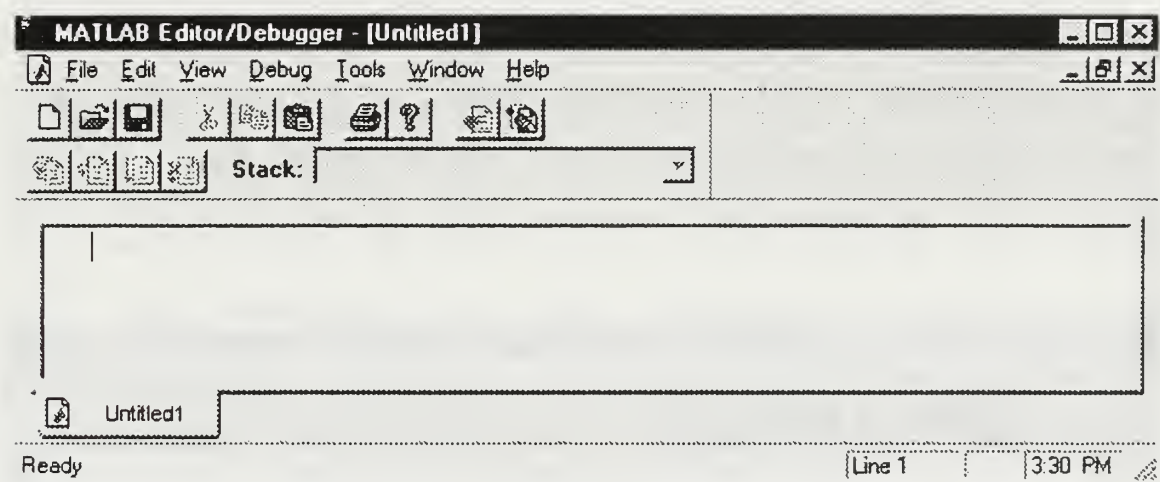 MATLAB Editor/Debugger - [Untitled1]
File Edit View Debug Tools Window Help
Stack:
Untitled1
Ready Line 1 3:30 PM